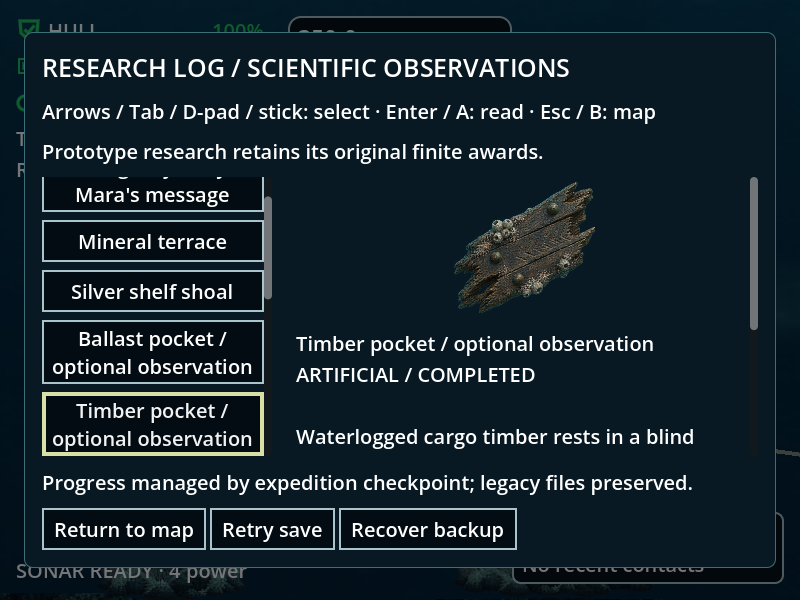 HULL 100%
RESEARCH LOG / SCIENTIFIC OBSERVATIONS
Arrows / Tab / D-pad / stick: select · Enter / A: read · Esc / B: map
Prototype research retains its original finite awards.
Mara's message
Mineral terrace
Silver shelf shoal
Ballast pocket /
optional observation
Timber pocket /
optional observation
Timber pocket / optional observation
ARTIFICIAL / COMPLETED
Waterlogged cargo timber rests in a blind
Progress managed by expedition checkpoint; legacy files preserved.
Return to map
Retry save
Recover backup
SONAR READY · 4 power
No recent contacts